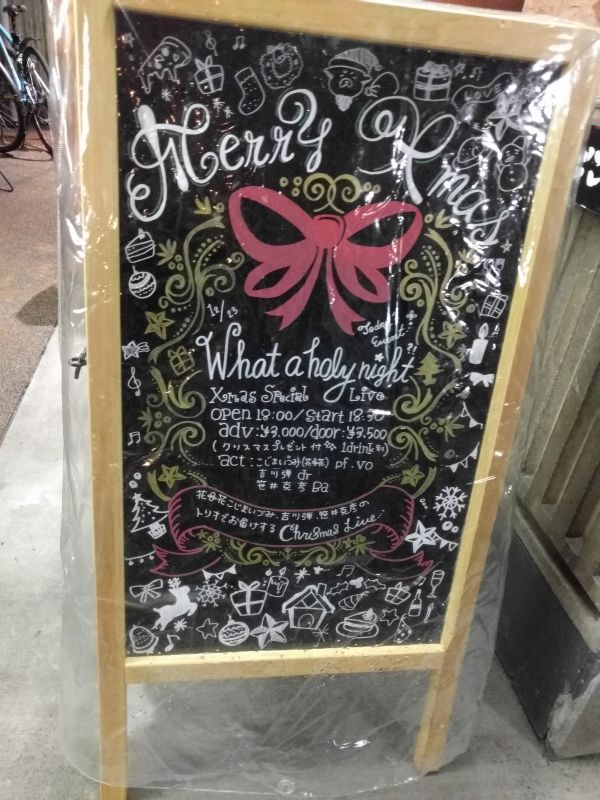 Merry Xmas
12/23
Today Event
What a holy night
Xmas Special Live
open 18:00/start 18:30
adv:¥3.000/door:¥3.500
(クリスマスプレゼント付 1drink別)
act:こじまいづみ(花*花) pf.vo
吉川弾 dr
笹井克彦 Ba
花*花こじまいづみ、吉川弾、笹井克彦の
トリオでお届けする Chrismas Live